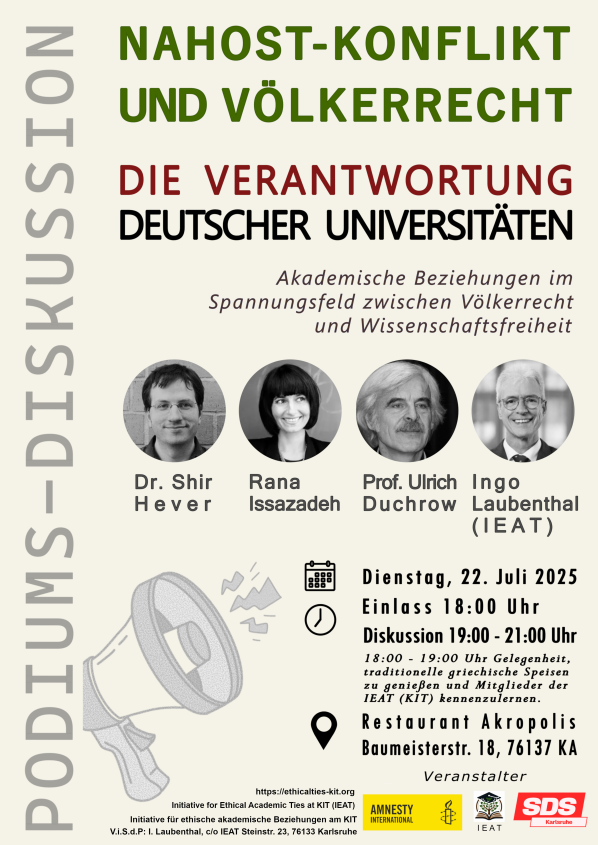 PODIUMS-DISKUSSION
NAHOST-KONFLIKT
UND VÖLKERRECHT
DIE VERANTWORTUNG
DEUTSCHER UNIVERSITÄTEN
Akademische Beziehungen im
Spannungsfeld zwischen Völkerrecht
und Wissenschaftsfreiheit
Dr. Shir
Hever
Rana
Issazadeh
Prof. Ulrich
Duchrow
Ingo
Laubenthal
(IEAT)
Dienstag, 22. Juli 2025
Einlass 18:00 Uhr
Diskussion 19:00 - 21:00 Uhr
18:00 - 19:00 Uhr Gelegenheit,
traditionelle griechische Speisen
zu genießen und Mitglieder der
IEAT (KIT) kennenzulernen.
Restaurant Akropolis
Baumeisterstr. 18, 76137 KA
Veranstalter
https://ethicalties-kit.org
Initiative for Ethical Academic Ties at KIT (IEAT)
Initiative für ethische akademische Beziehungen am KIT
V.i.S.d.P: I. Laubenthal, c/o IEAT Steinstr. 23, 76133 Karlsruhe
AMNESTY
INTERNATIONAL
IEAT
SDS
Karlsruhe